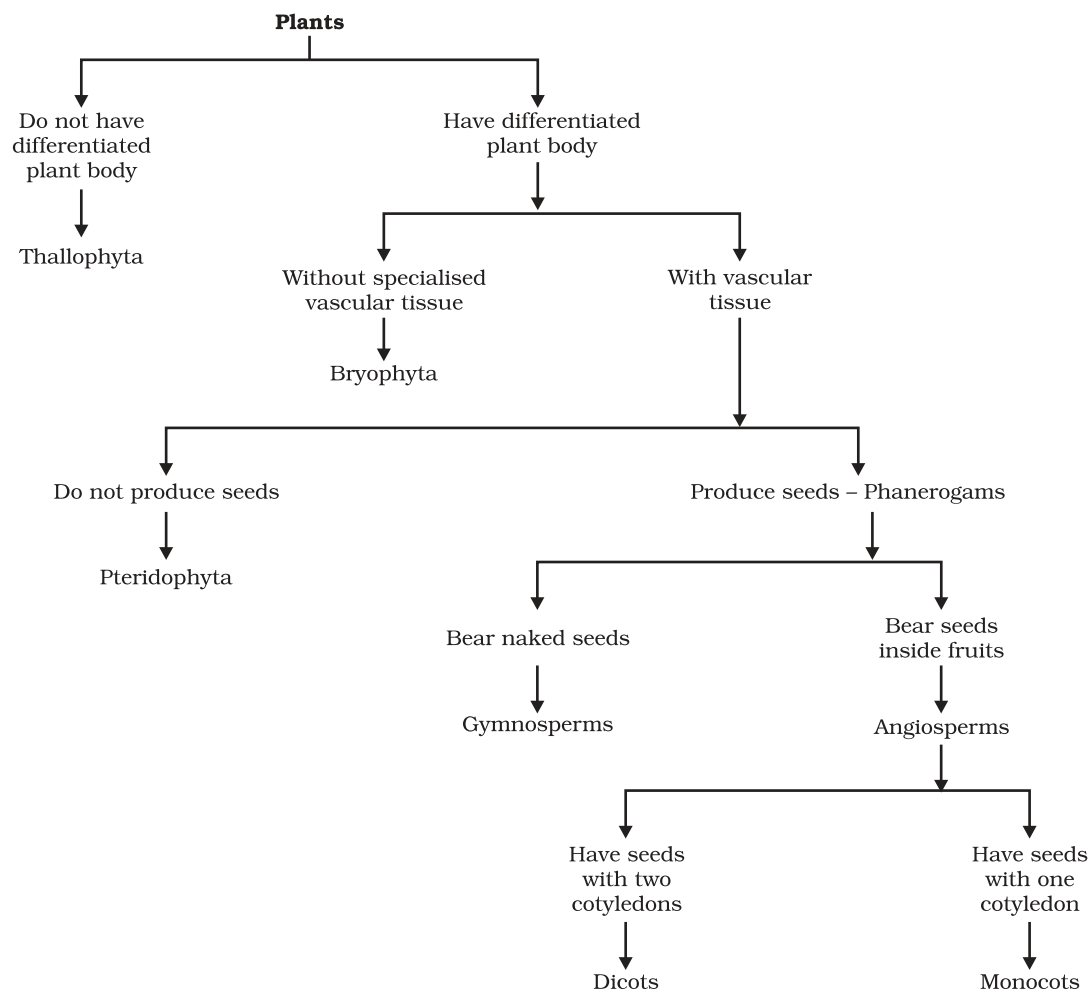 Plants
Do not have
differentiated
plant body
Have differentiated
plant body
Thallophyta
Without specialised
vascular tissue
With vascular
tissue
Bryophyta
Do not produce seeds
Produce seeds – Phanerogams
Pteridophyta
Bear naked seeds
Bear seeds
inside fruits
Gymnosperms
Angiosperms
Have seeds
with two
cotyledons
Have seeds
with one
cotyledon
Dicots
Monocots